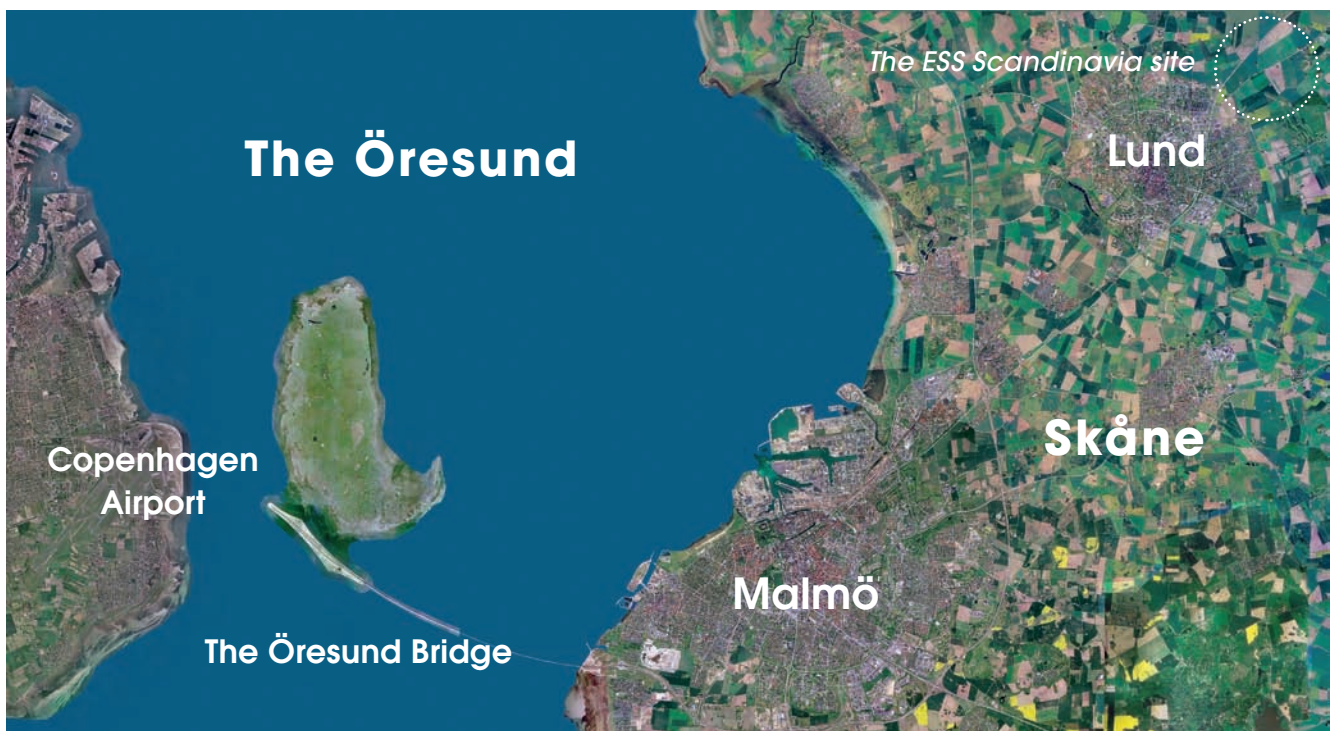 The ESS Scandinavia site
The Öresund
Lund
Skåne
Copenhagen
Airport
Malmö
The Öresund Bridge